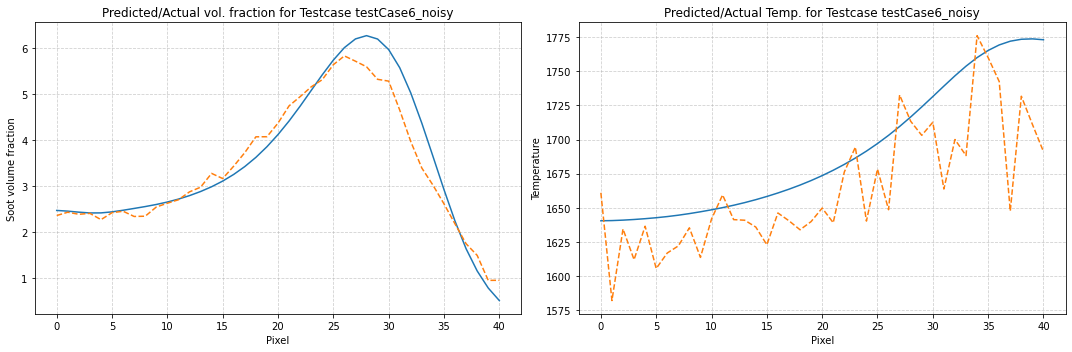 Predicted/Actual vol. fraction for Testcase testCase6_noisy
Soot volume fraction
6
5
4
3
2
1
0 5 10 15 20 25 30 35 40
Pixel
Predicted/Actual Temp. for Testcase testCase6_noisy
Temperature
1775
1750
1725
1700
1675
1650
1625
1600
1575
0 5 10 15 20 25 30 35 40
Pixel